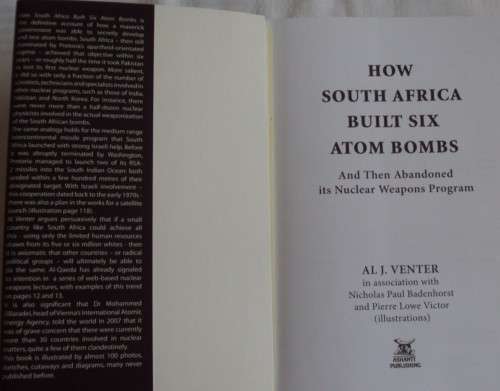 How South Africa Built Six Atom Bombs is
the definitive account of how a maverick
government was able to secretly develop
and test atom bombs. South Africa - then still
dominated by Pretoria's apartheid-orientated
regime - achieved that objective within six
years - or roughly half the time it took Pakistan
to test its first nuclear weapon. More salient,
it did so with only a fraction of the number of
scientists, technicians and specialists involved in
other nuclear programs, such as those of India,
Pakistan and North Korea. For instance, there
were never more than a half-dozen nuclear
physicists involved in the actual weaponisation
of the South African bombs.
The same analogy holds for the medium range
intercontinental missile program that South
Africa launched with strong Israeli help. Before
it was abruptly terminated by Washington,
Pretoria managed to launch two of its RSA-
2 missiles into the South Indian Ocean
landed within a few hundred metres of their
designated target. With Israeli involvement -
this cooperation dated back to the early 1970s -
there was also a plan in the works for a satellite
launch (illustration page 118).
Al Venter argues persuasively that if a small
country like South Africa could achieve all
this - using only the limited human resources
drawn from its five or six million whites - then
it is axiomatic that other countries - or radical
political groups - will ultimately be able to
do the same. Al-Qaeda has already signaled
its intention in a series of web-based nuclear
weapons lectures, with examples of this trend
on pages 12 and 13.
It is also significant that Dr Mohammed
ElBaradei, head of Vienna's International Atomic
Energy Agency, told the world in 2007 that it
was of grave concern that there were currently
more than 30 countries involved in nuclear
matters, quite a few of them clandestinely.
This book is illustrated by almost 100 photos,
sketches, cutaways and diagrams, many never
published before.
HOW
SOUTH AFRICA
BUILT SIX
ATOM BOMBS
And Then Abandoned
its Nuclear Weapons Program
AL J. VENTER
in association with
Nicholas Paul Badenhorst
and Pierre Lowe Victor
(illustrations)
ASHANTI
PUBLISHING